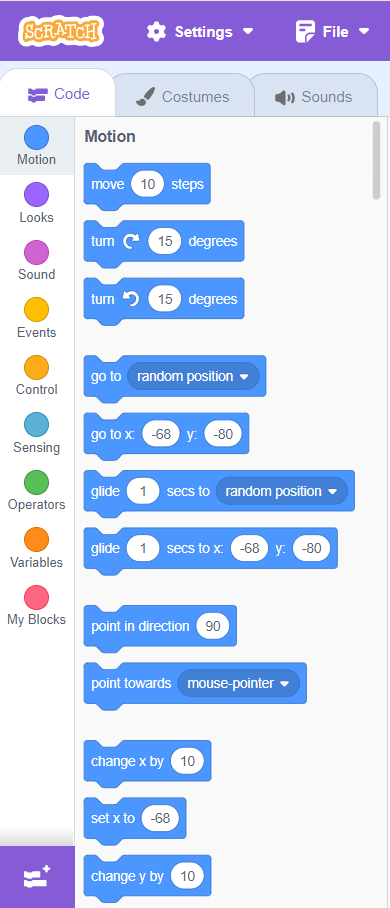 SCRATCH Settings File
Code Costumes Sounds
Motion
Looks
Sound
Events
Control
Sensing
Operators
Variables
My Blocks
Motion
move 10 steps
turn 15 degrees
turn 15 degrees
go to random position
go to x: -68 y: -80
glide 1 secs to random position
glide 1 secs to x: -68 y: -80
point in direction 90
point towards mouse-pointer
change x by 10
set x to -68
change y by 10